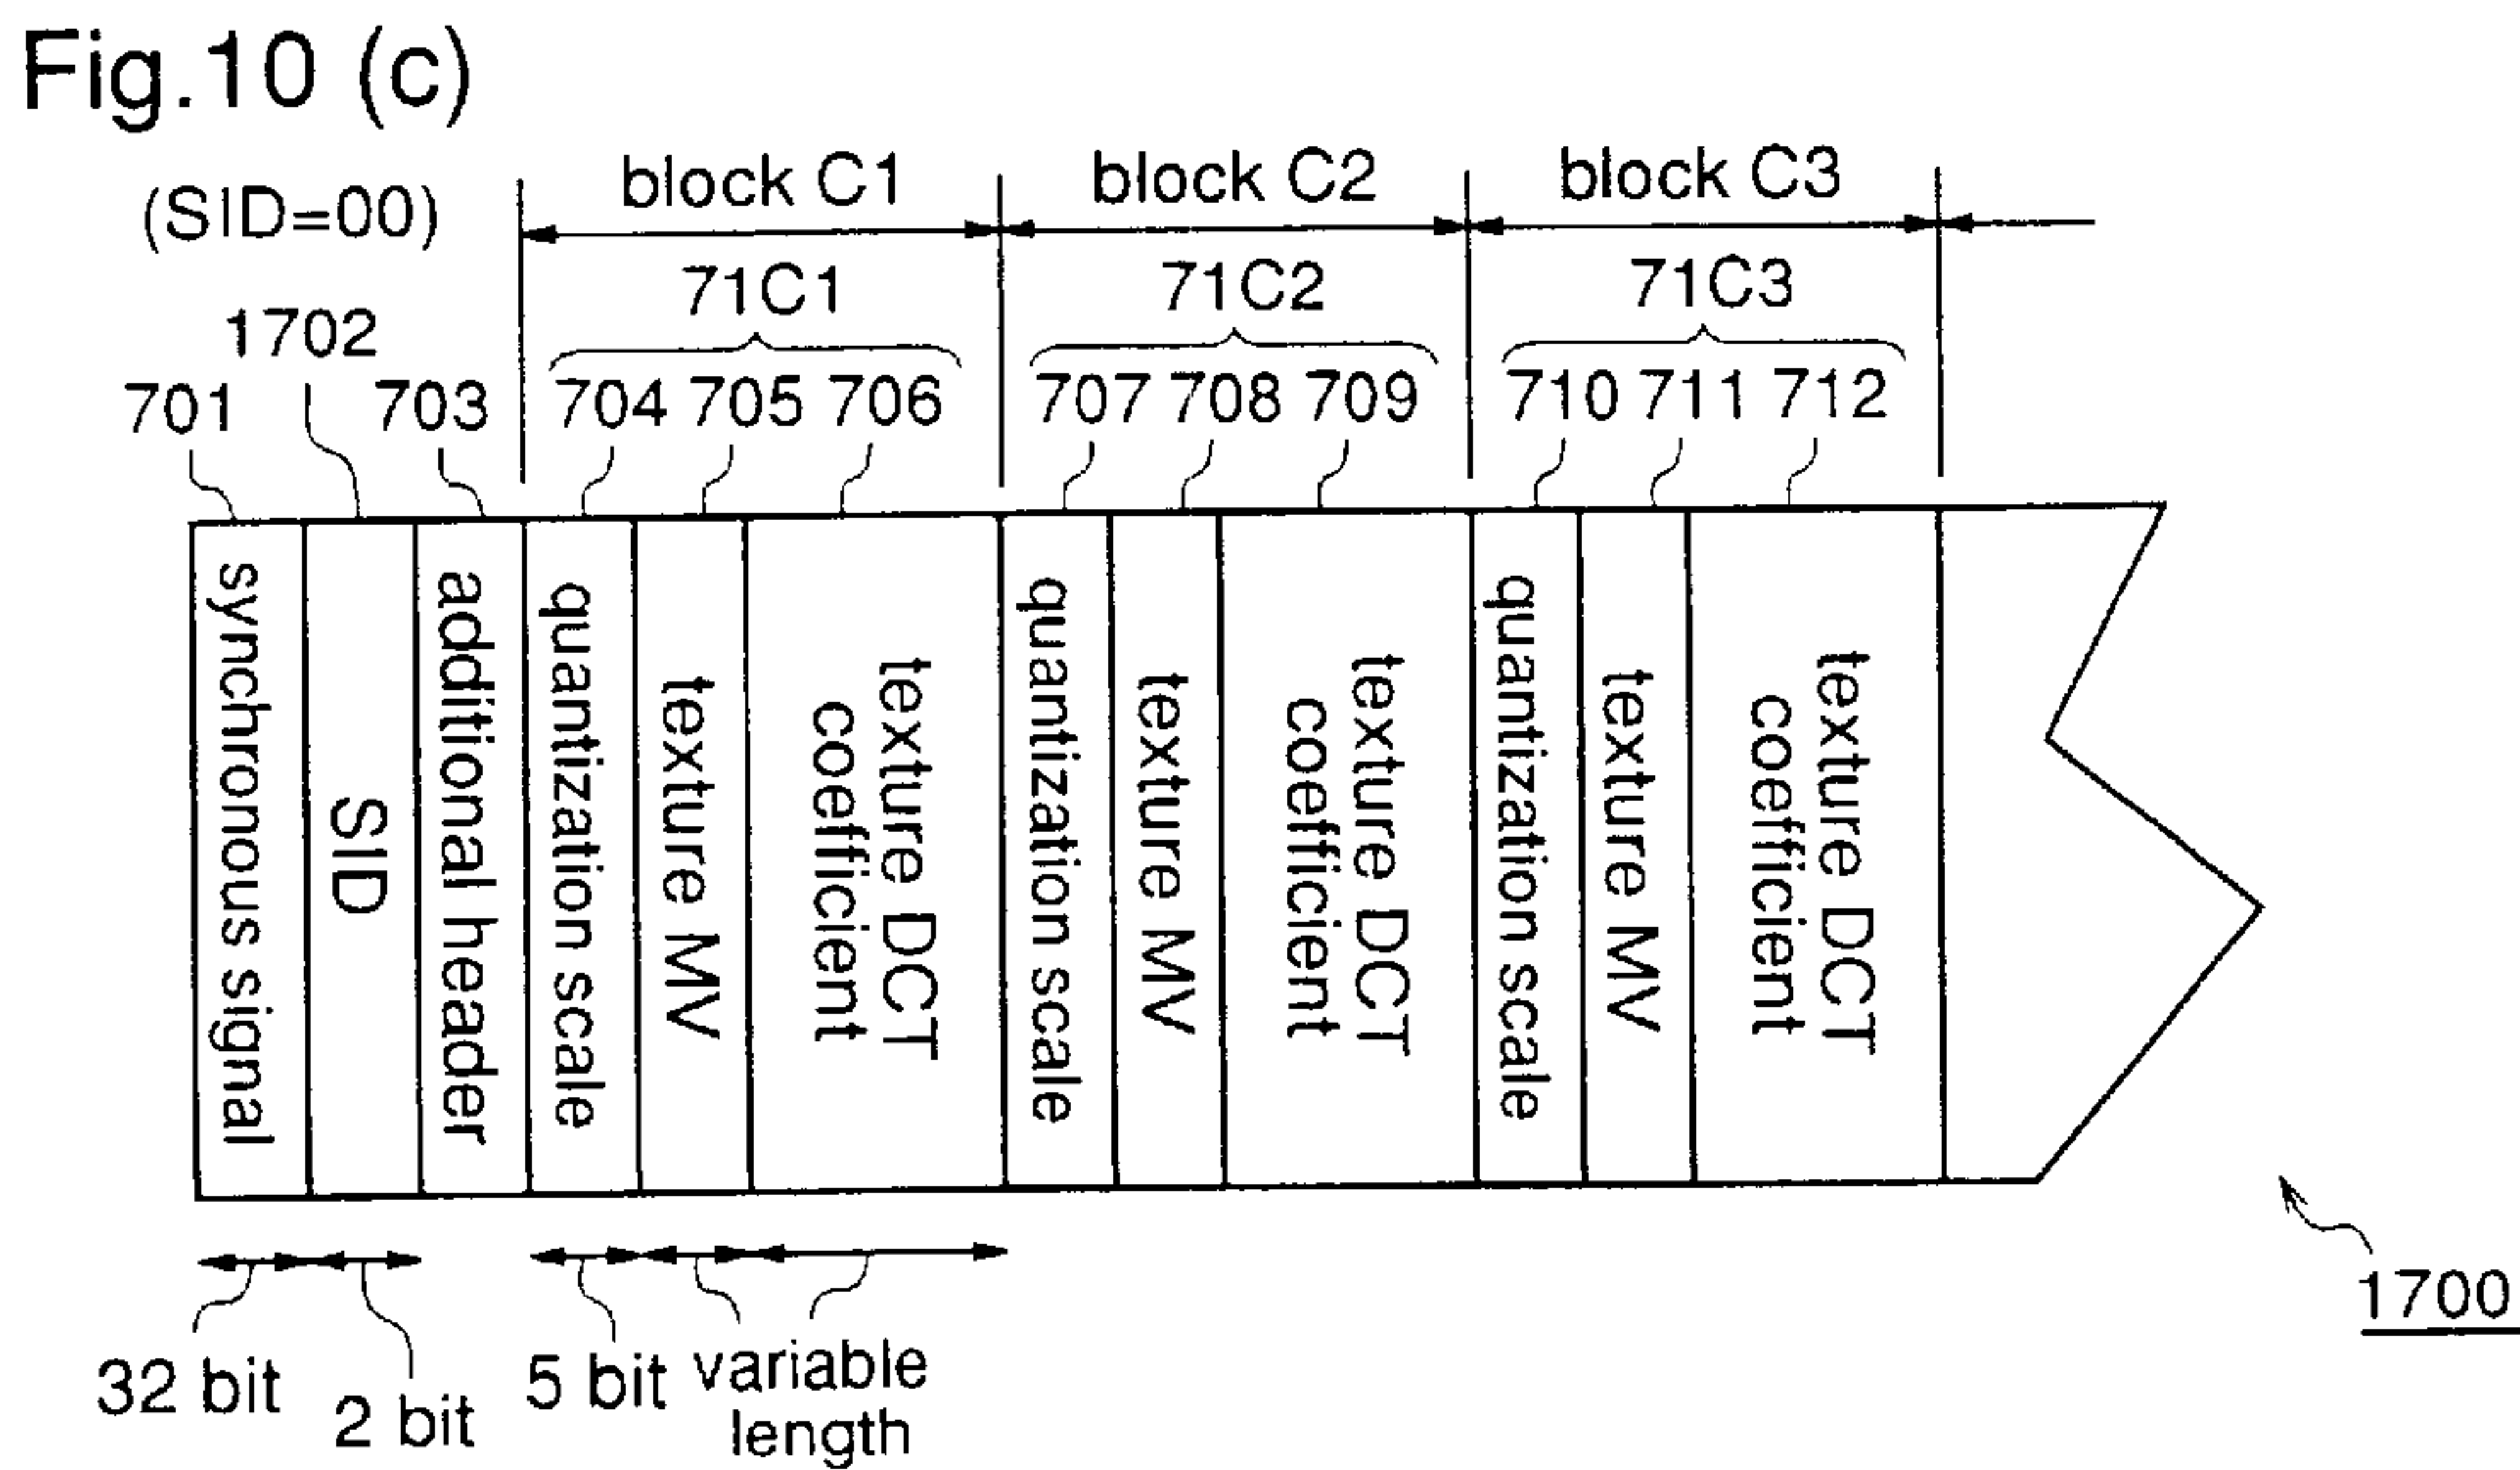 Fig.10 (c)
(SID=00)
block C1
block C2
block C3
71C1
71C2
71C3
1702
701
703
704 705 706
707 708 709
710 711 712
synchronous signal
SID
additional header
quantization scale
texture MV
texture DCT
coefficient
quantization scale
texture MV
texture DCT
coefficient
quantization scale
texture MV
texture DCT
coefficient
32 bit
2 bit
5 bit
variable
length
1700